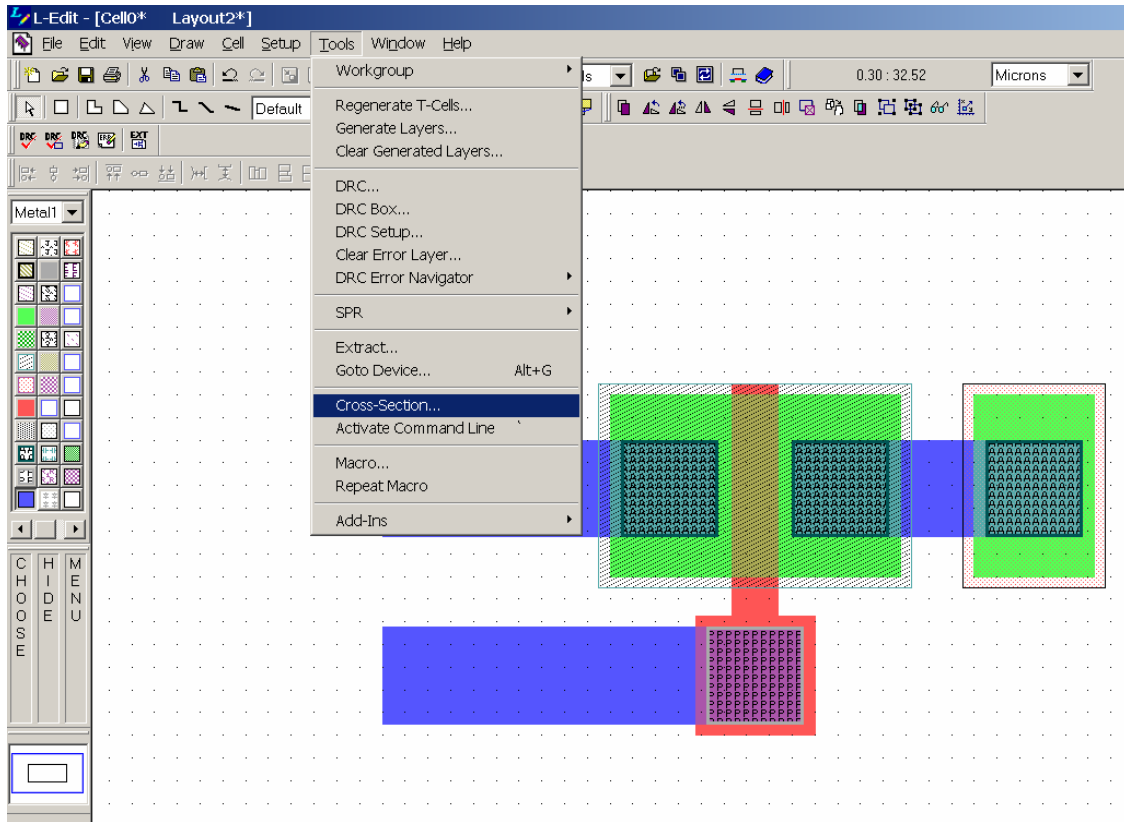 L-Edit - [Cell0* Layout2*]
File Edit View Draw Cell Setup Tools Window Help
0.30 : 32.52 Microns
Default
DRC DRC DRC EXT
Metal1
Workgroup
Regenerate T-Cells...
Generate Layers...
Clear Generated Layers...
DRC...
DRC Box...
DRC Setup...
Clear Error Layer...
DRC Error Navigator
SPR
Extract...
Goto Device... Alt+G
Cross-Section...
Activate Command Line `
Macro...
Repeat Macro
Add-Ins
CHOOSE
HIDE
MENU